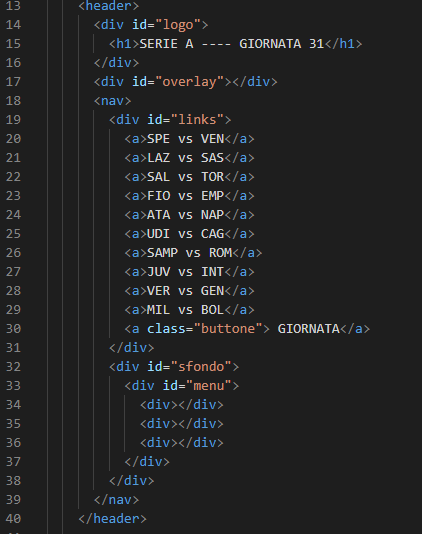 13 <header>
14 <div id="logo">
15 <h1>SERIE A ---- GIORNATA 31</h1>
16 </div>
17 <div id="overlay"></div>
18 <nav>
19 <div id="links">
20 <a>SPE vs VEN</a>
21 <a>LAZ vs SAS</a>
22 <a>SAL vs TOR</a>
23 <a>FIO vs EMP</a>
24 <a>ATA vs NAP</a>
25 <a>UDI vs CAG</a>
26 <a>SAMP vs ROM</a>
27 <a>JUV vs INT</a>
28 <a>VER vs GEN</a>
29 <a>MIL vs BOL</a>
30 <a class="buttone"> GIORNATA</a>
31 </div>
32 <div id="sfondo">
33 <div id="menu">
34 <div></div>
35 <div></div>
36 <div></div>
37 </div>
38 </div>
39 </nav>
40 </header>